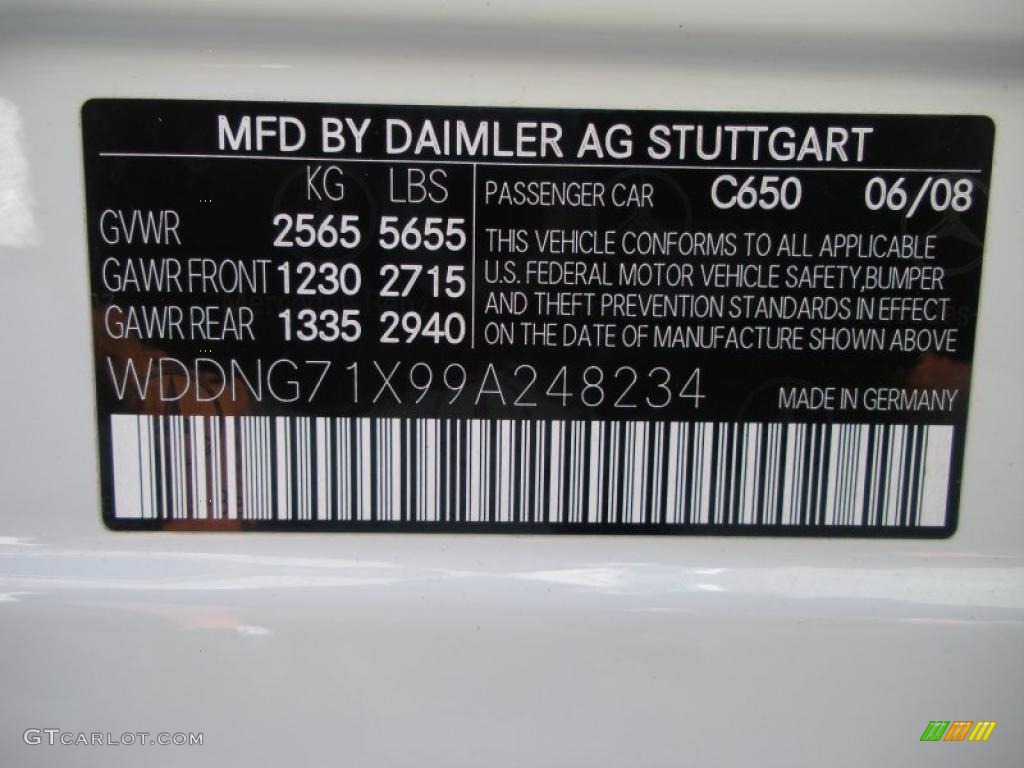 MFD BY DAIMLER AG STUTTGART
KG LBS
GVWR 2565 5655
GAWR FRONT 1230 2715
GAWR REAR 1335 2940
PASSENGER CAR C650 06/08
THIS VEHICLE CONFORMS TO ALL APPLICABLE
U.S. FEDERAL MOTOR VEHICLE SAFETY,BUMPER
AND THEFT PREVENTION STANDARDS IN EFFECT
ON THE DATE OF MANUFACTURE SHOWN ABOVE
WDDNG71X99A248234
MADE IN GERMANY
GTCARLOT.COM